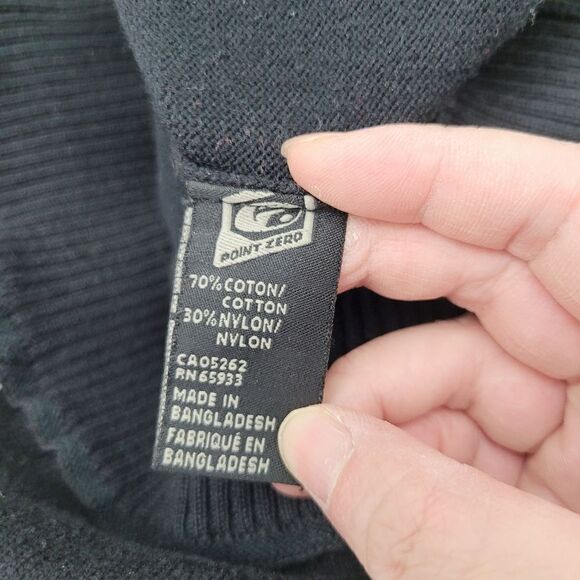 POINT ZERO
70% COTON/
COTTON
30% NYLON/
NYLON
CA05262
RN 65933
MADE IN
BANGLADESH
FABRIQUÉ EN
BANGLADESH